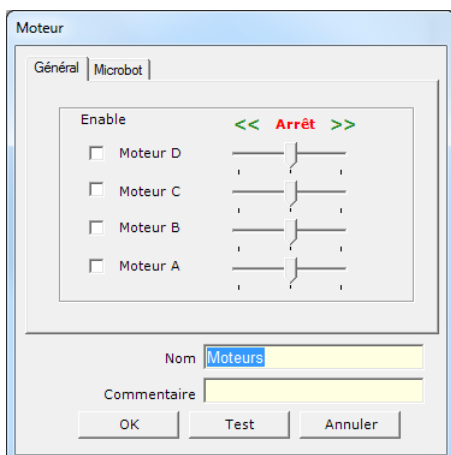 Moteur
Général Microbot
Enable << Arrêt >>
Moteur D
Moteur C
Moteur B
Moteur A
Nom Moteurs
Commentaire
OK Test Annuler